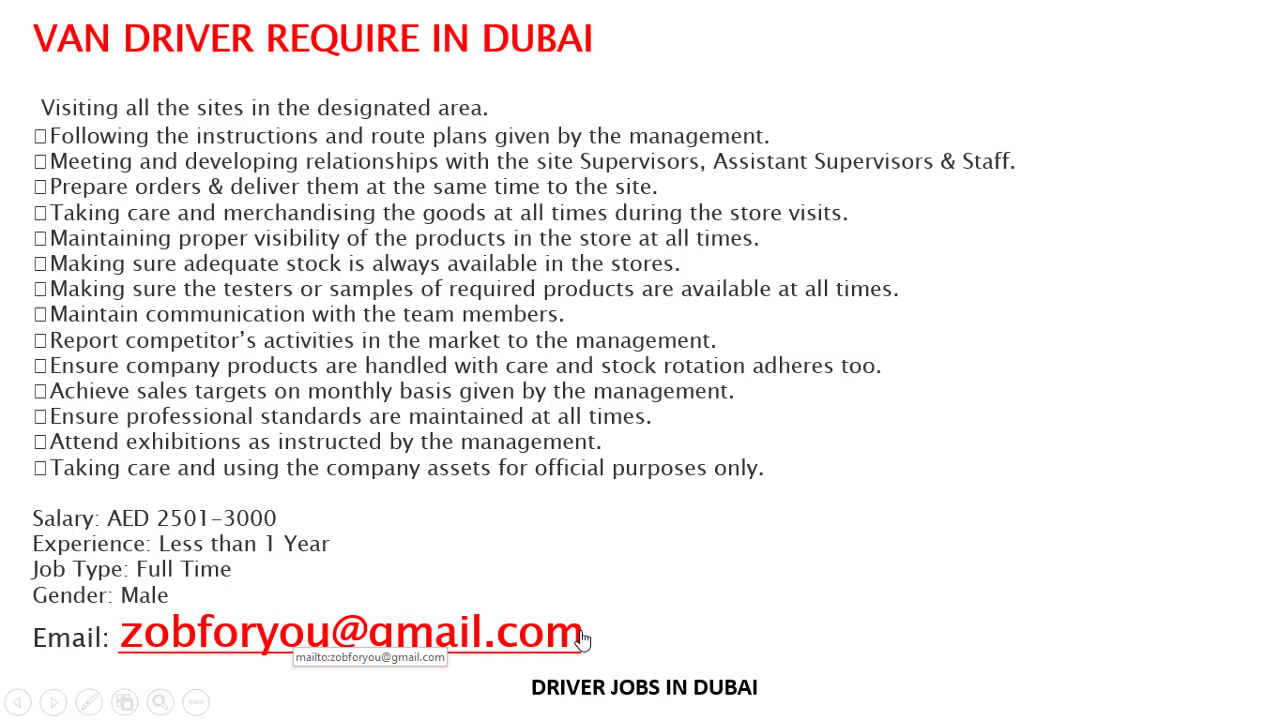 VAN DRIVER REQUIRE IN DUBAI
Visiting all the sites in the designated area.
Following the instructions and route plans given by the management.
Meeting and developing relationships with the site Supervisors, Assistant Supervisors & Staff.
Prepare orders & deliver them at the same time to the site.
Taking care and merchandising the goods at all times during the store visits.
Maintaining proper visibility of the products in the store at all times.
Making sure adequate stock is always available in the stores.
Making sure the testers or samples of required products are available at all times.
Maintain communication with the team members.
Report competitor’s activities in the market to the management.
Ensure company products are handled with care and stock rotation adheres too.
Achieve sales targets on monthly basis given by the management.
Ensure professional standards are maintained at all times.
Attend exhibitions as instructed by the management.
Taking care and using the company assets for official purposes only.
Salary: AED 2501-3000
Experience: Less than 1 Year
Job Type: Full Time
Gender: Male
Email: zobforyou@gmail.com
mailto:zobforyou@gmail.com
DRIVER JOBS IN DUBAI